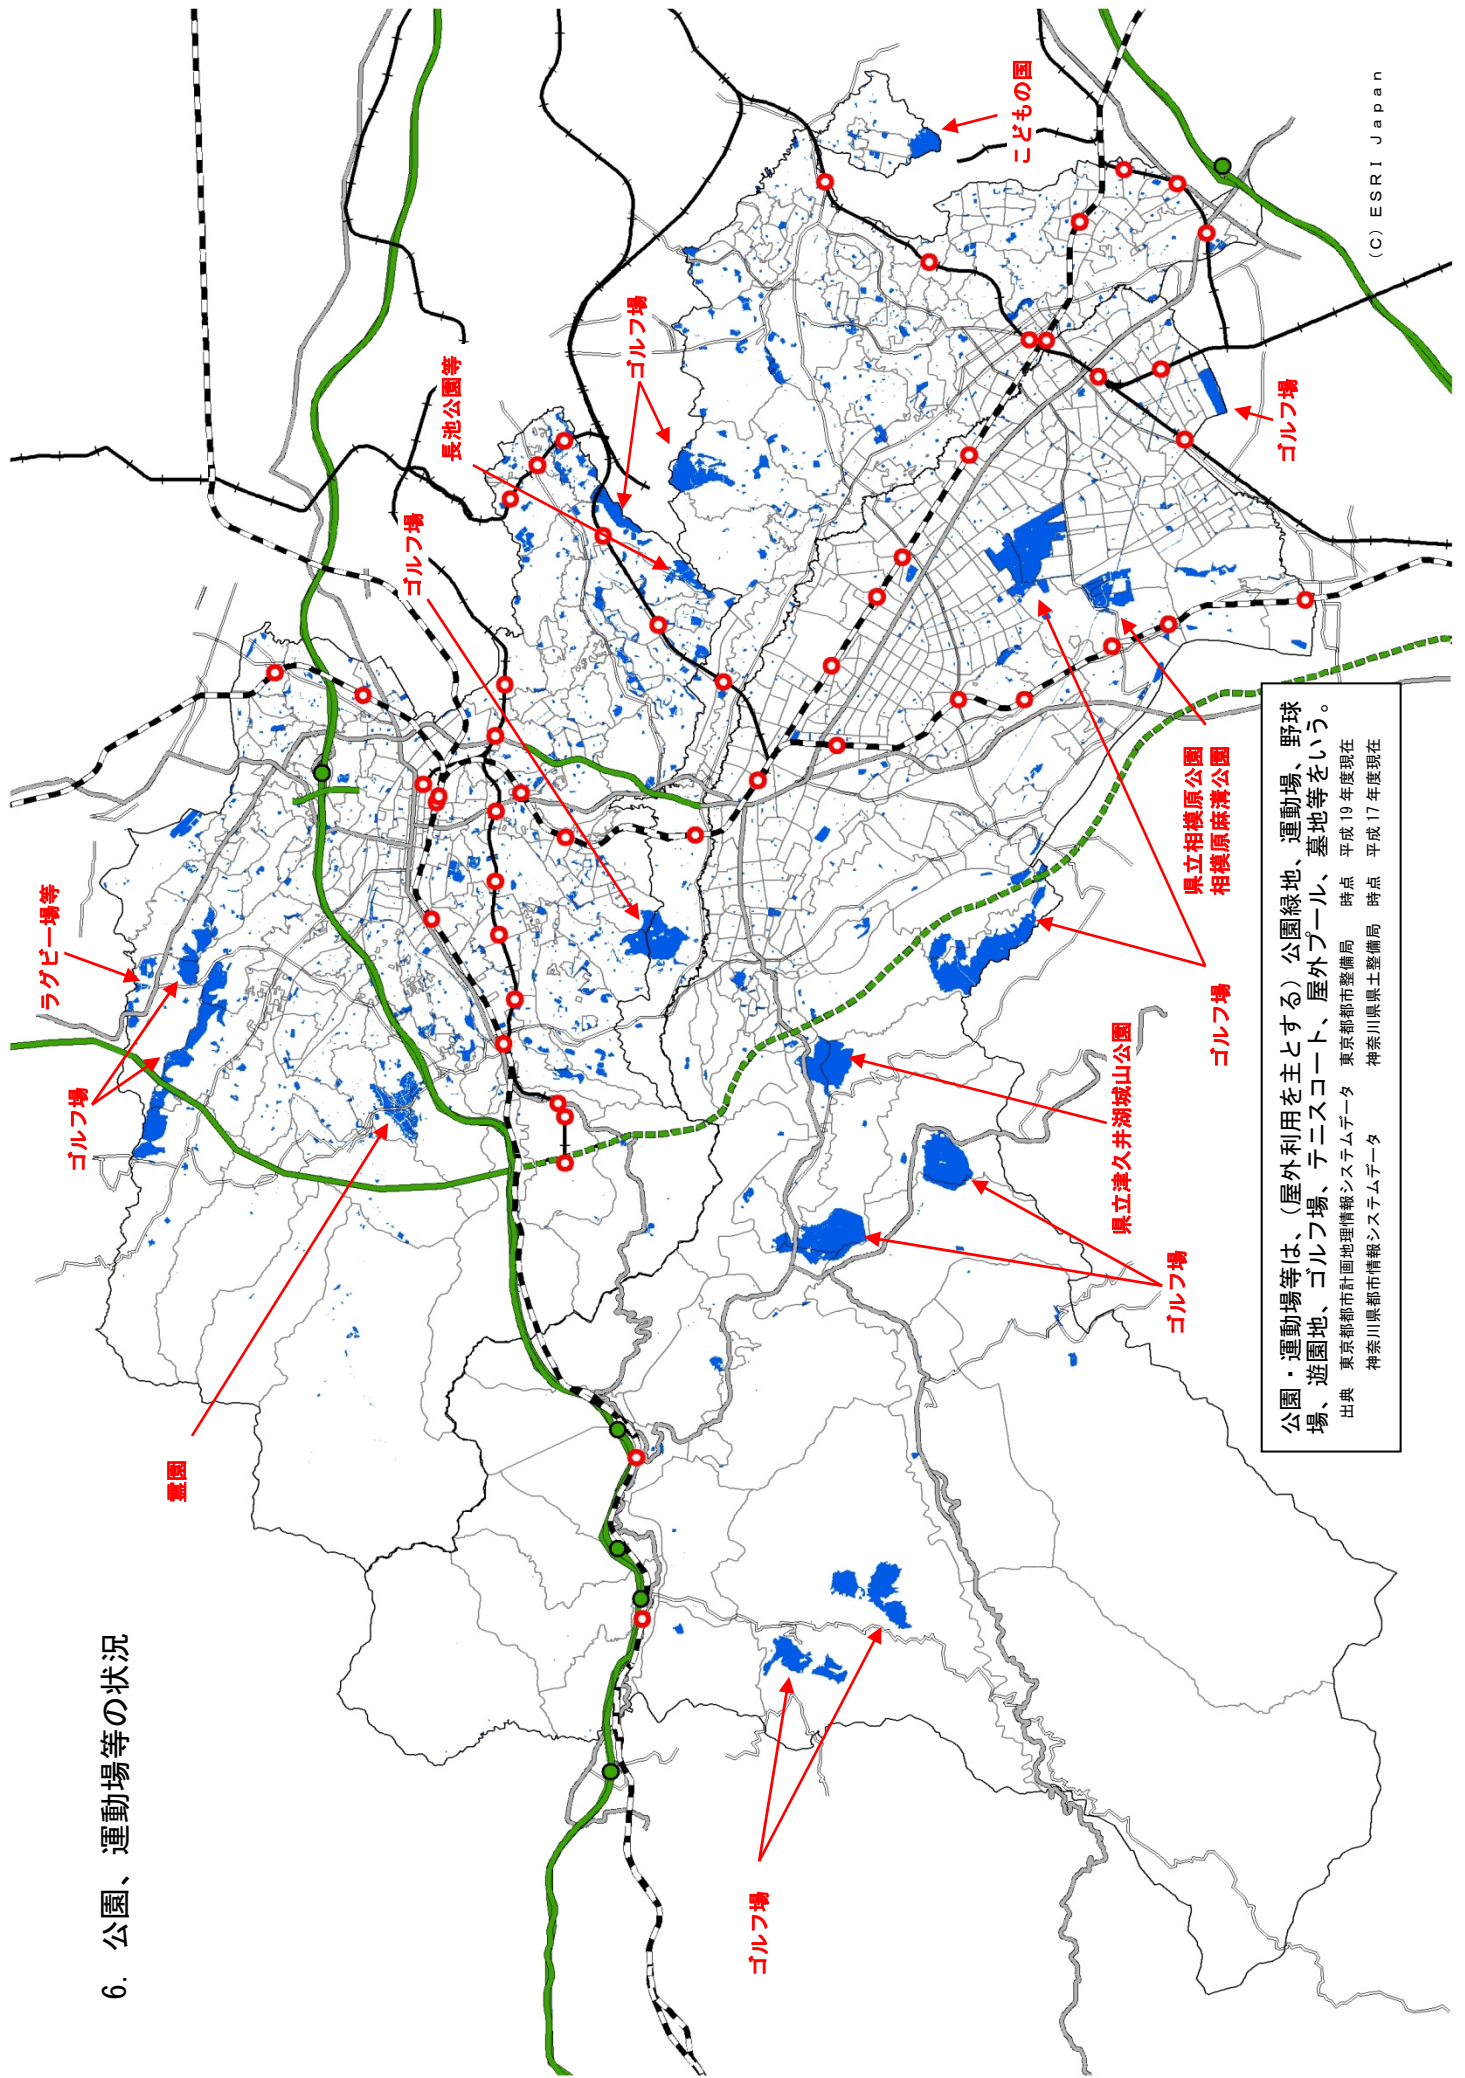 6. 公園、運動場等の状況
ラグビー場等
ゴルフ場
霊園
ゴルフ場
長池公園等
ゴルフ場
こどもの国
ゴルフ場
県立相模原公園
相模原麻溝公園
ゴルフ場
県立津久井湖城山公園
ゴルフ場
ゴルフ場
公園・運動場等は、（屋外利用を主とする）公園緑地、運動場、野球
場、遊園地、ゴルフ場、テニスコート、屋外プール、墓地等をいう。
出典 東京都都市計画地理情報システムデータ 東京都都市整備局 時点 平成19年度現在
神奈川県都市情報システムデータ 神奈川県県土整備局 時点 平成17年度現在
(C) ESRI Japan